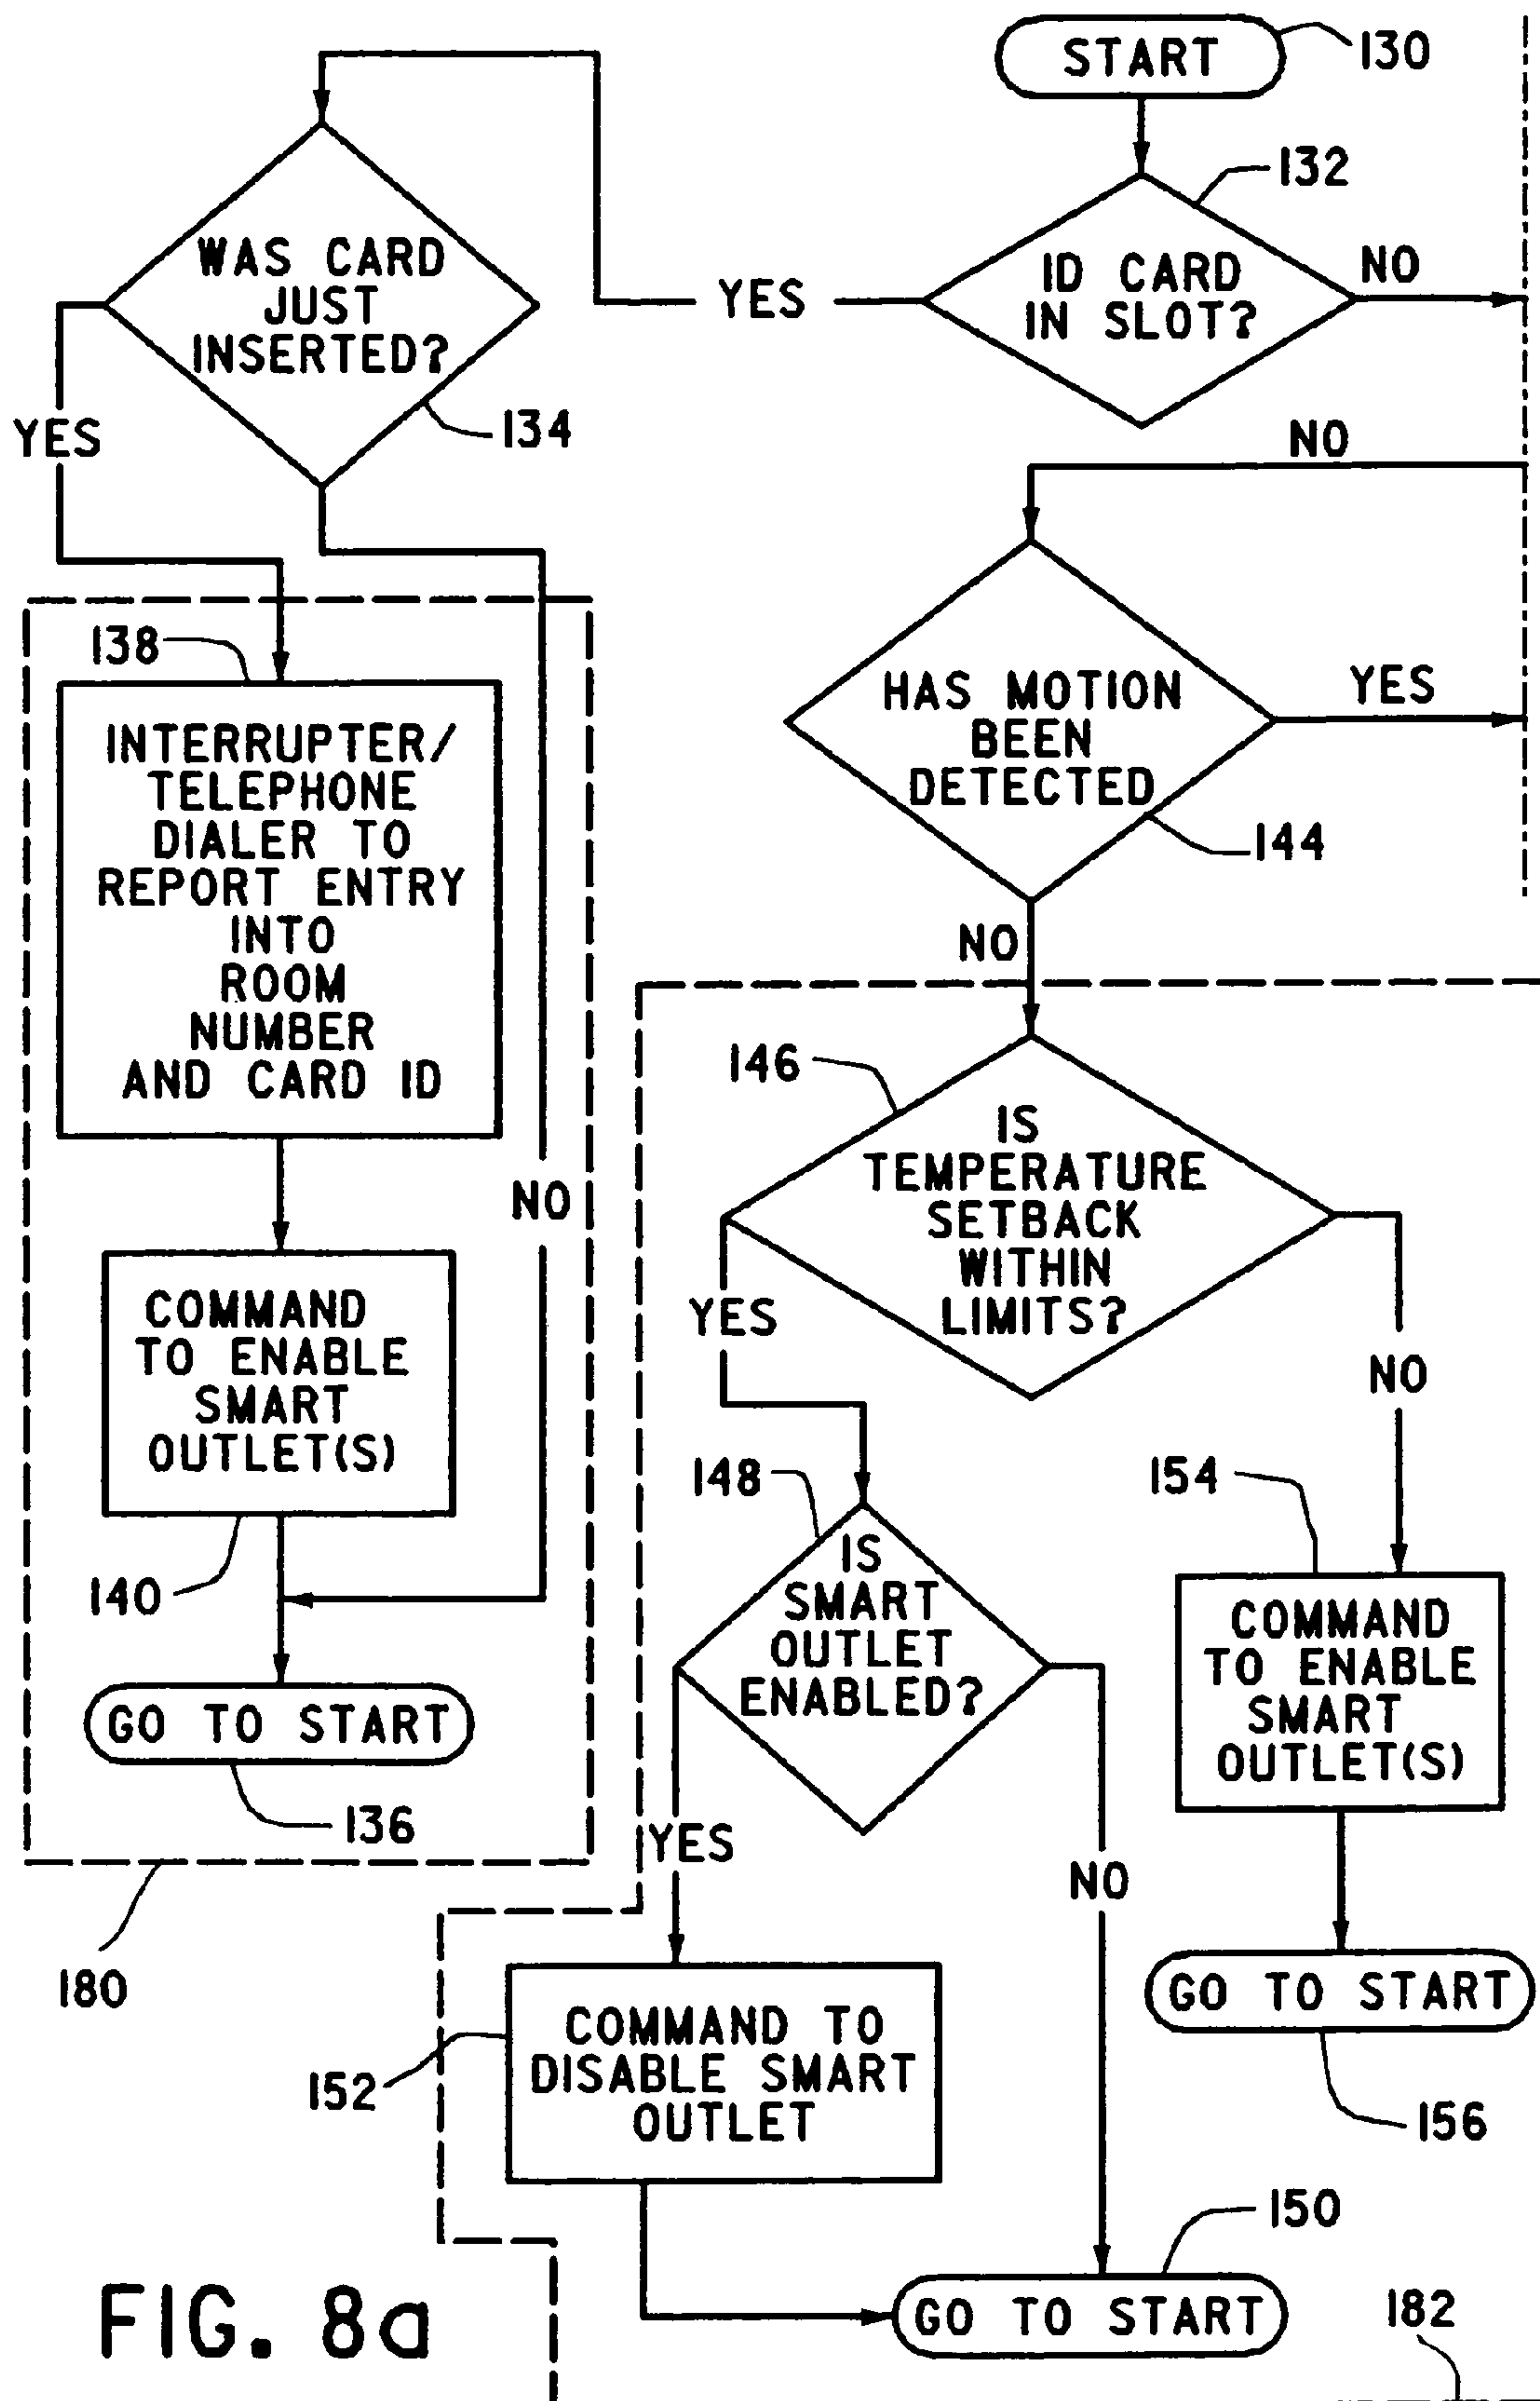 START
130
132
ID CARD
IN SLOT?
NO
YES
WAS CARD
JUST
INSERTED?
134
YES
NO
138
INTERRUPTER/
TELEPHONE
DIALER TO
REPORT ENTRY
INTO
ROOM
NUMBER
AND CARD ID
NO
COMMAND
TO ENABLE
SMART
OUTLET(S)
140
GO TO START
136
180
HAS MOTION
BEEN
DETECTED
YES
144
NO
146
IS
TEMPERATURE
SETBACK
WITHIN
LIMITS?
YES
NO
148
IS
SMART
OUTLET
ENABLED?
154
COMMAND
TO ENABLE
SMART
OUTLET(S)
YES
NO
GO TO START
156
152
COMMAND TO
DISABLE SMART
OUTLET
150
GO TO START
182
FIG. 8a